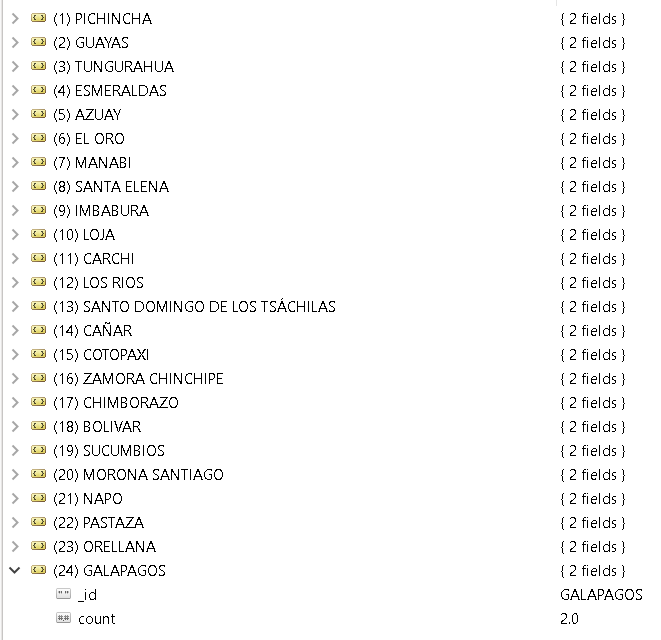 (1) PICHINCHA { 2 fields }
(2) GUAYAS { 2 fields }
(3) TUNGURAHUA { 2 fields }
(4) ESMERALDAS { 2 fields }
(5) AZUAY { 2 fields }
(6) EL ORO { 2 fields }
(7) MANABI { 2 fields }
(8) SANTA ELENA { 2 fields }
(9) IMBABURA { 2 fields }
(10) LOJA { 2 fields }
(11) CARCHI { 2 fields }
(12) LOS RIOS { 2 fields }
(13) SANTO DOMINGO DE LOS TSÁCHILAS { 2 fields }
(14) CAÑAR { 2 fields }
(15) COTOPAXI { 2 fields }
(16) ZAMORA CHINCHIPE { 2 fields }
(17) CHIMBORAZO { 2 fields }
(18) BOLIVAR { 2 fields }
(19) SUCUMBIOS { 2 fields }
(20) MORONA SANTIAGO { 2 fields }
(21) NAPO { 2 fields }
(22) PASTAZA { 2 fields }
(23) ORELLANA { 2 fields }
(24) GALAPAGOS { 2 fields }
_id GALAPAGOS
count 2.0